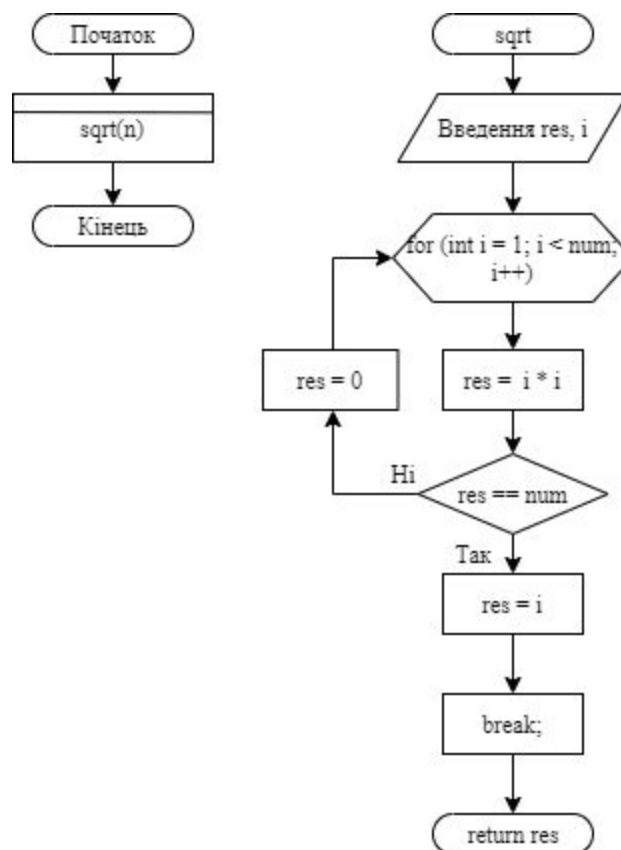 Початок
sqrt(n)
Кінець
sqrt
Введення res, i
for (int i = 1; i < num;
i++)
res = 0
res = i * i
Ні
res == num
Так
res = i
break;
return res